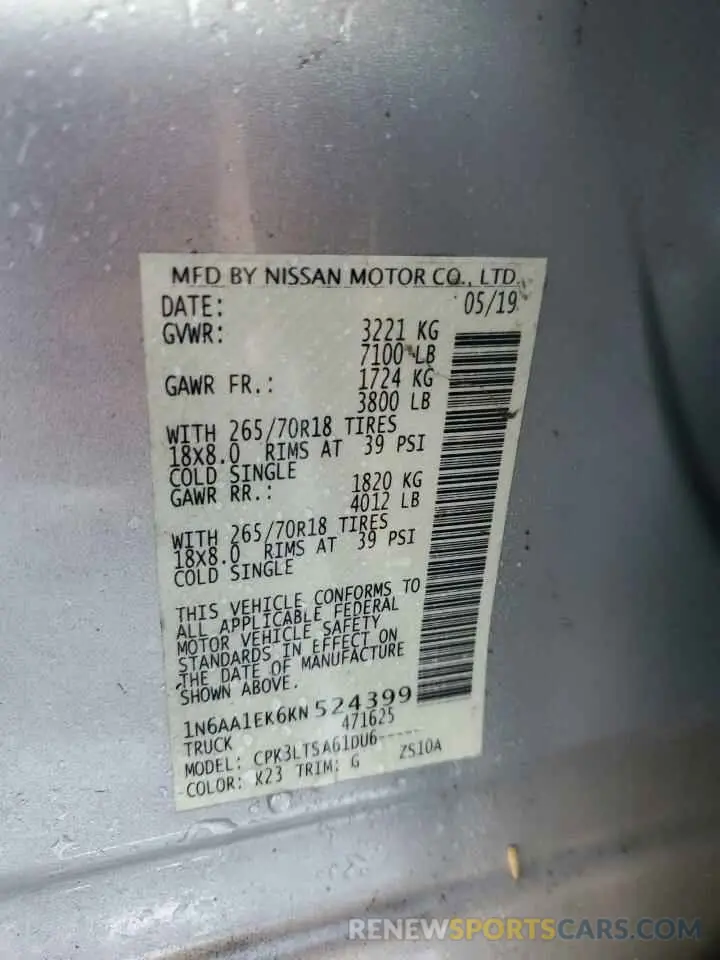 MFD BY NISSAN MOTOR CO., LTD.
DATE: 05/19
GVWR: 3221 KG
7100 LB
GAWR FR.: 1724 KG
3800 LB
WITH 265/70R18 TIRES
18x8.0 RIMS AT 39 PSI
COLD SINGLE
GAWR RR.: 1820 KG
4012 LB
WITH 265/70R18 TIRES
18x8.0 RIMS AT 39 PSI
COLD SINGLE
THIS VEHICLE CONFORMS TO
ALL APPLICABLE FEDERAL
MOTOR VEHICLE SAFETY
STANDARDS IN EFFECT ON
THE DATE OF MANUFACTURE
SHOWN ABOVE.
1N6AA1EK6KN524399
TRUCK 471625
MODEL: CPK3LTSA61DU6-----
COLOR: K23 TRIM: G ZS10A
RENEWSPORTSCARS.COM